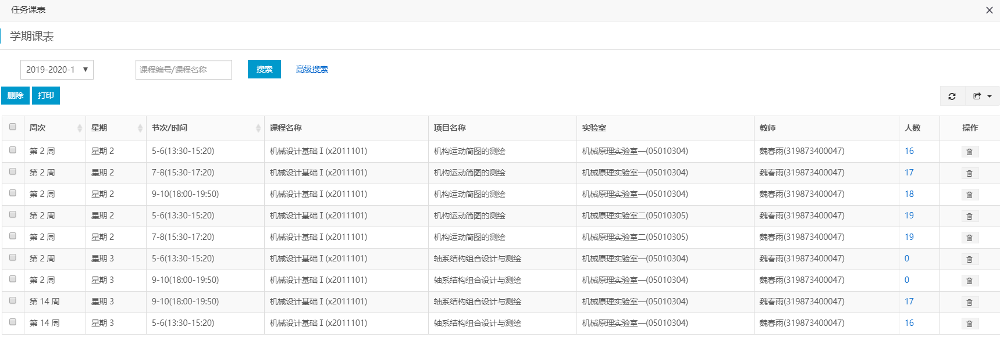 任务课表
学期课表
2019-2020-1 课程编号/课程名称 搜索 高级搜索
删除 打印
周次 星期 节次/时间 课程名称 项目名称 实验室 教师 人数 操作
第 2 周 星期 2 5-6(13:30-15:20) 机械设计基础 I (x2011101) 机构运动简图的测绘 机械原理实验室一(05010304) 魏春雨(319873400047) 16
第 2 周 星期 2 7-8(15:30-17:20) 机械设计基础 I (x2011101) 机构运动简图的测绘 机械原理实验室一(05010304) 魏春雨(319873400047) 17
第 2 周 星期 2 9-10(18:00-19:50) 机械设计基础 I (x2011101) 机构运动简图的测绘 机械原理实验室一(05010304) 魏春雨(319873400047) 18
第 2 周 星期 2 5-6(13:30-15:20) 机械设计基础 I (x2011101) 机构运动简图的测绘 机械原理实验室二(05010305) 魏春雨(319873400047) 19
第 2 周 星期 2 7-8(15:30-17:20) 机械设计基础 I (x2011101) 机构运动简图的测绘 机械原理实验室二(05010305) 魏春雨(319873400047) 19
第 2 周 星期 3 5-6(13:30-15:20) 机械设计基础 I (x2011101) 轴系结构组合设计与测绘 机械原理实验室一(05010304) 魏春雨(319873400047) 0
第 2 周 星期 3 9-10(18:00-19:50) 机械设计基础 I (x2011101) 轴系结构组合设计与测绘 机械原理实验室一(05010304) 魏春雨(319873400047) 0
第 14 周 星期 3 9-10(18:00-19:50) 机械设计基础 I (x2011101) 轴系结构组合设计与测绘 机械原理实验室一(05010304) 魏春雨(319873400047) 17
第 14 周 星期 3 5-6(13:30-15:20) 机械设计基础 I (x2011101) 轴系结构组合设计与测绘 机械原理实验室一(05010304) 魏春雨(319873400047) 16